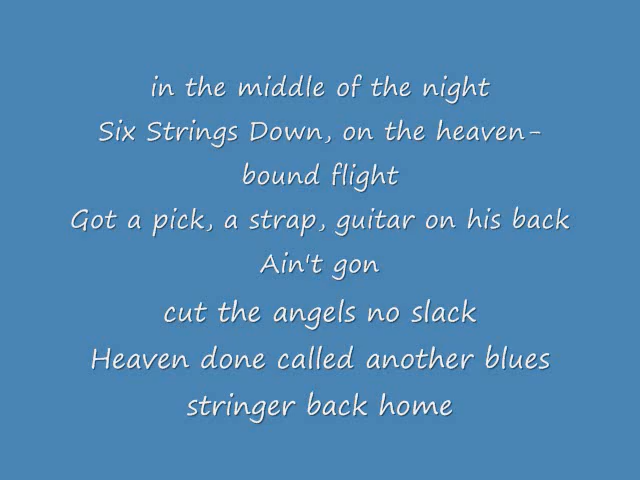 in the middle of the night
Six Strings Down, on the heaven-
bound flight
Got a pick, a strap, guitar on his back
Ain't gon
cut the angels no slack
Heaven done called another blues
stringer back home